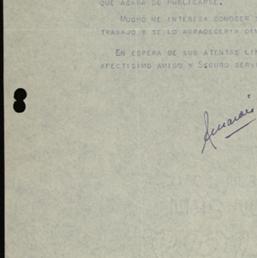 QUE ACABA DE PUBLICARSE.
MUCHO ME INTERESA CONOCER
TRABAJO Y SE LO AGRADECERÍA
EN ESPERA DE SUS ATENTAS
AFECTÍSIMO AMIGO Y SEGURO